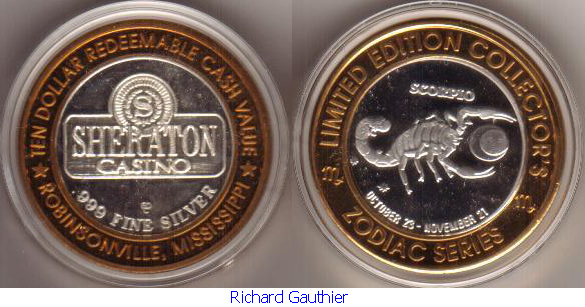 TEN DOLLAR REDEEMABLE CASH VALUE
S
SHERATON
CASINO
.999 FINE SILVER
ROBINSONVILLE, MISSISSIPPI
LIMITED EDITION COLLECTOR'S
SCORPIO
OCTOBER 23 - NOVEMBER 21
ZODIAC SERIES
Richard Gauthier